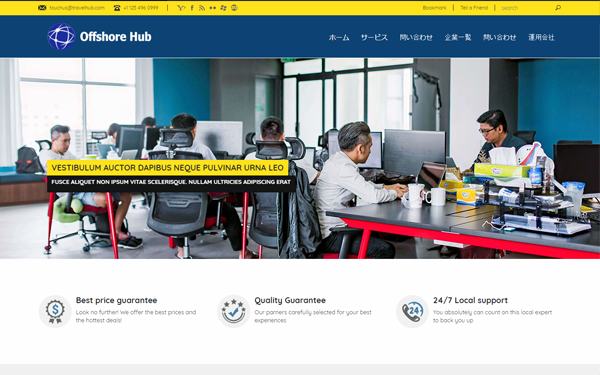 touchus@travelhub.com
+1 125 496 0999
Bookmark
Tell a Friend
Search
Offshore Hub
ホーム サービス 問い合わせ 企業一覧 問い合わせ 運用会社
VESTIBULUM AUCTOR DAPIBUS NEQUE PULVINAR URNA LEO
FUSCE ALIQUET NON IPSUM VITAE SCELERISQUE. NULLAM ULTRICIES ADIPISCING ERAT
Best price guarantee
Look no further! We offer the best prices and
the hottest deals!
Quality Guarantee
Our parners carefully selected for your best
experiences
24/7 Local support
You absolutely can count on this local expert
to back you up